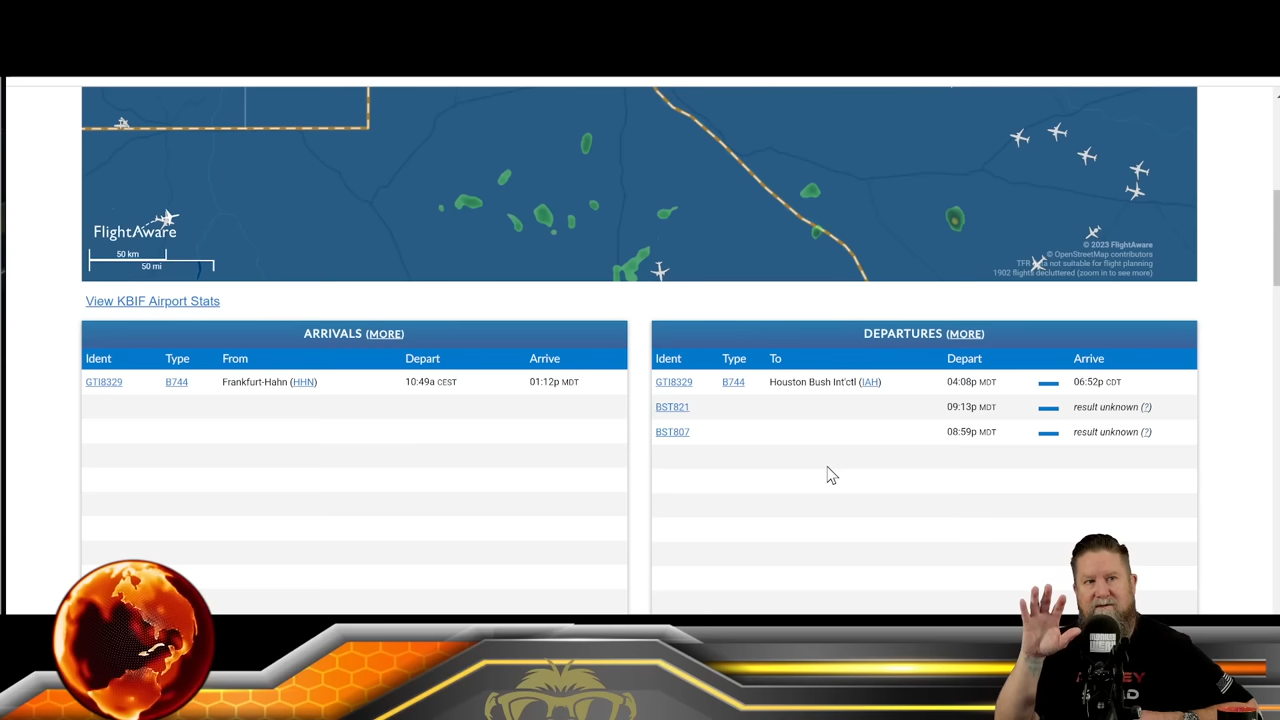 FlightAware
50 km
50 mi
© 2023 FlightAware
© OpenStreetMap contributors
not suitable for flight planning
1902 flights decluttered (zoom in to see more)
View KBIF Airport Stats
ARRIVALS (MORE)
Ident Type From Depart Arrive
GTI8329 B744 Frankfurt-Hahn (HHN) 10:49a CEST 01:12p MDT
DEPARTURES (MORE)
Ident Type To Depart Arrive
GTI8329 B744 Houston Bush Int'ctl (IAH) 04:08p MDT 06:52p CDT
BST821 09:13p MDT result unknown (?)
BST807 08:59p MDT result unknown (?)